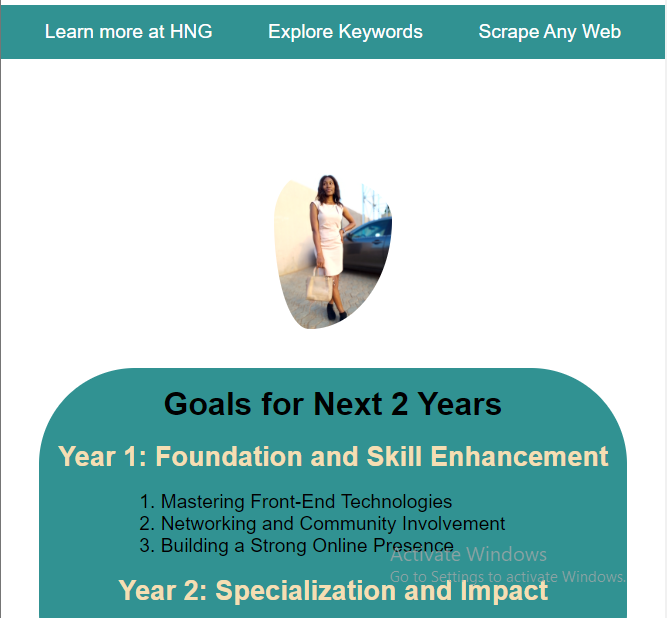 Learn more at HNG Explore Keywords Scrape Any Web
Goals for Next 2 Years
Year 1: Foundation and Skill Enhancement
1. Mastering Front-End Technologies
2. Networking and Community Involvement
3. Building a Strong Online Presence
Activate Windows
Go to Settings to activate Windows.
Year 2: Specialization and Impact